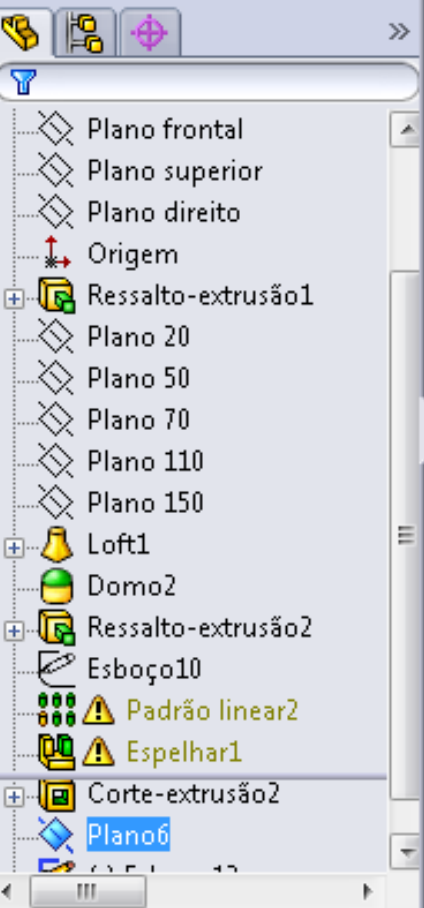 Plano frontal
Plano superior
Plano direito
Origem
Ressalto-extrusão1
Plano 20
Plano 50
Plano 70
Plano 110
Plano 150
Loft1
Domo2
Ressalto-extrusão2
Esboço10
Padrão linear2
Espelhar1
Corte-extrusão2
Plano6